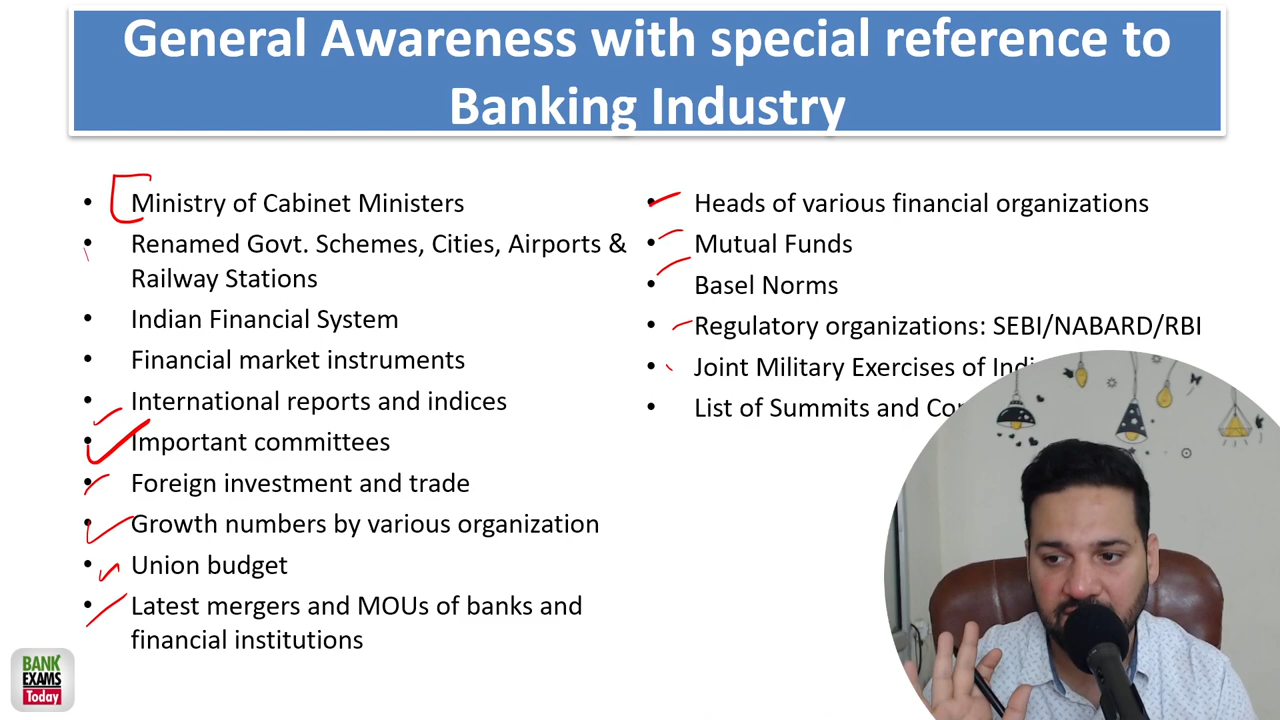 General Awareness with special reference to
Banking Industry
• Ministry of Cabinet Ministers
• Renamed Govt. Schemes, Cities, Airports &
Railway Stations
• Indian Financial System
• Financial market instruments
• International reports and indices
• Important committees
• Foreign investment and trade
• Growth numbers by various organization
• Union budget
• Latest mergers and MOUs of banks and
financial institutions
• Heads of various financial organizations
• Mutual Funds
• Basel Norms
• Regulatory organizations: SEBI/NABARD/RBI
• Joint Military Exercises of
• List of Summits and
BANK
EXAMS
Today